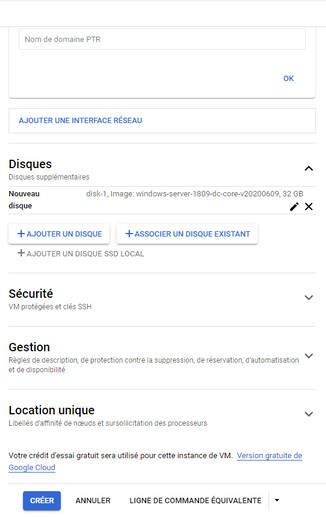 Nom de domaine PTR
OK
AJOUTER UNE INTERFACE RÉSEAU
Disques
Disques supplémentaires
Nouveau disk-1, Image: windows-server-1809-dc-core-v20200609, 32 GB
disque
+ AJOUTER UN DISQUE + ASSOCIER UN DISQUE EXISTANT
+ AJOUTER UN DISQUE SSD LOCAL
Sécurité
VM protégées et clés SSH
Gestion
Règles de description, de protection contre la suppression, de réservation, d'automatisation
et de disponibilité
Location unique
Libellés d'affinité de nœuds et sursollicitation des processeurs
Votre crédit d'essai gratuit sera utilisé pour cette instance de VM. Version gratuite de
Google Cloud
CRÉER ANNULER LIGNE DE COMMANDE ÉQUIVALENTE